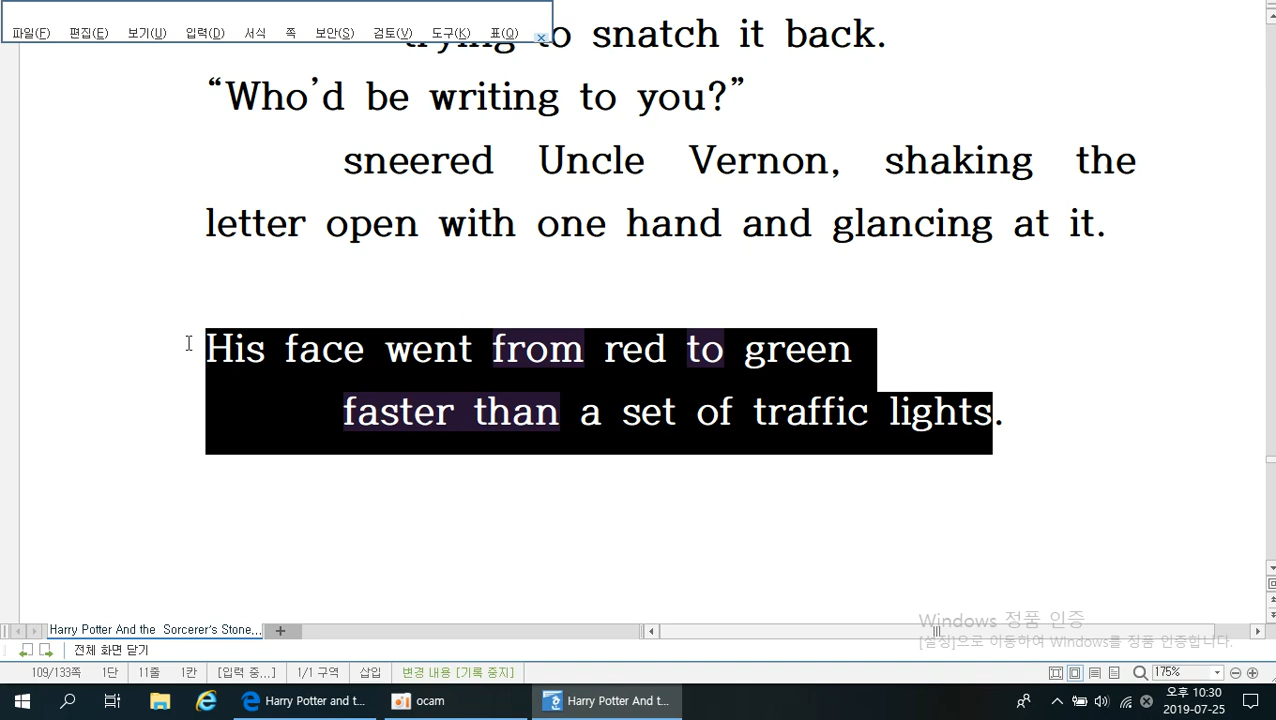 파일(F) 편집(E) 보기(U) 입력(D) 서식 쪽 보안(S) 검토(V) 도구(K) 표(Q)
trying to snatch it back.
“Who’d be writing to you?”
sneered Uncle Vernon, shaking the
letter open with one hand and glancing at it.
His face went from red to green
faster than a set of traffic lights.
Windows 정품 인증
[설정]으로 이동하여 Windows를 정품 인증합니다.
Harry Potter And the Sorcerer's Stone...
전체 화면 닫기
109/133쪽 1단 11줄 1칸 [입력 중...] 1/1 구역 삽입 변경 내용 [기록 중지] 175%
Harry Potter and t... ocam Harry Potter And t... 오후 10:30
2019-07-25